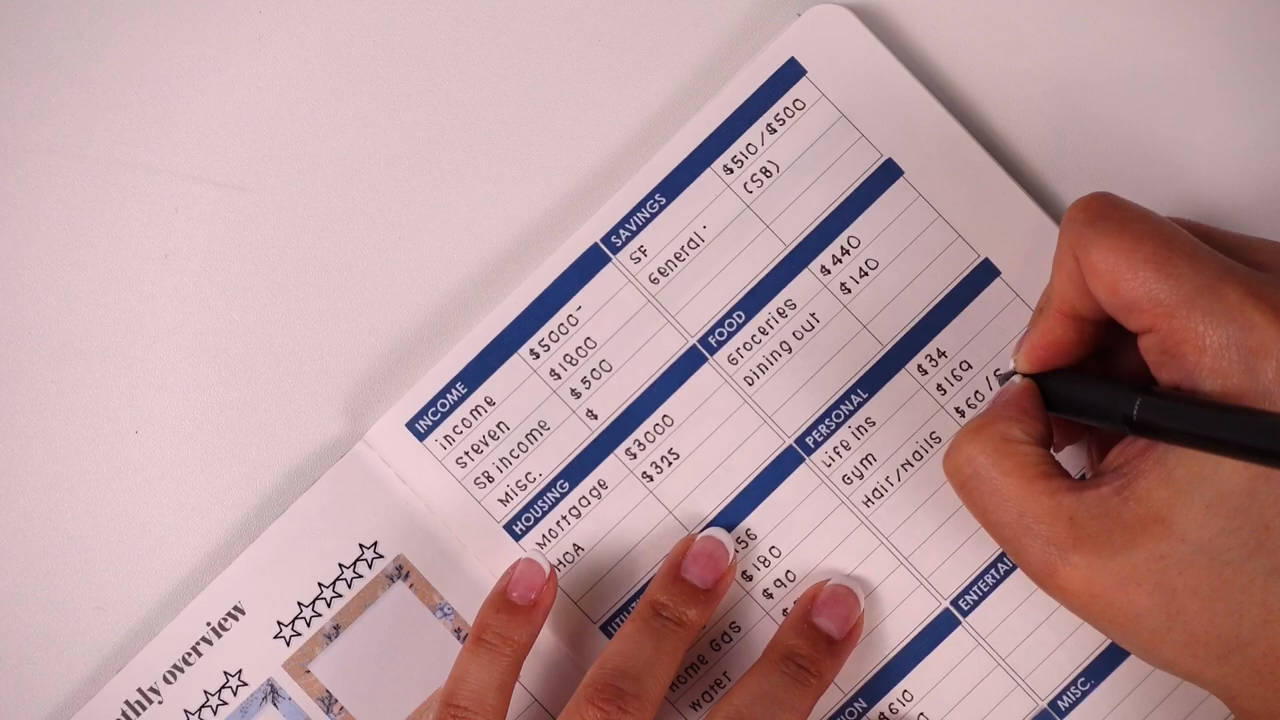 INCOME
income $5000-
Steven $1800
SB income $500
Misc. $
HOUSING
Mortgage $3000
HOA $325
56
$180
Home Gas $90
water
SAVINGS
SF $510/$500
General. (SB)
FOOD
Groceries $440
Dining out $140
PERSONAL
Life ins $34
Gym $169
Hair/Nails $60/
$610
MISC.
overview